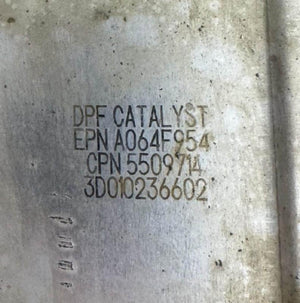 DPF CATALYST
EPN A064F954
CPN 5509714
3D010236602